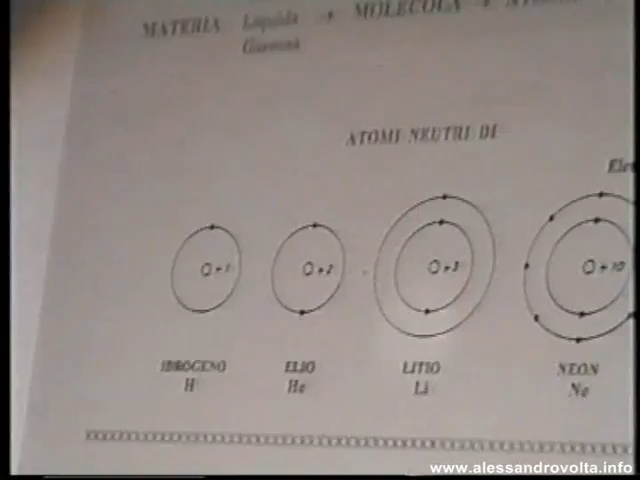 MATERIA Liquida → MOLECOLA →
Gassosa
ATOMI NEUTRI DI
+1 +2 +3 +10
IDROGENO ELIO LITIO NEON
H He Li Ne
www.alessandrovolta.info